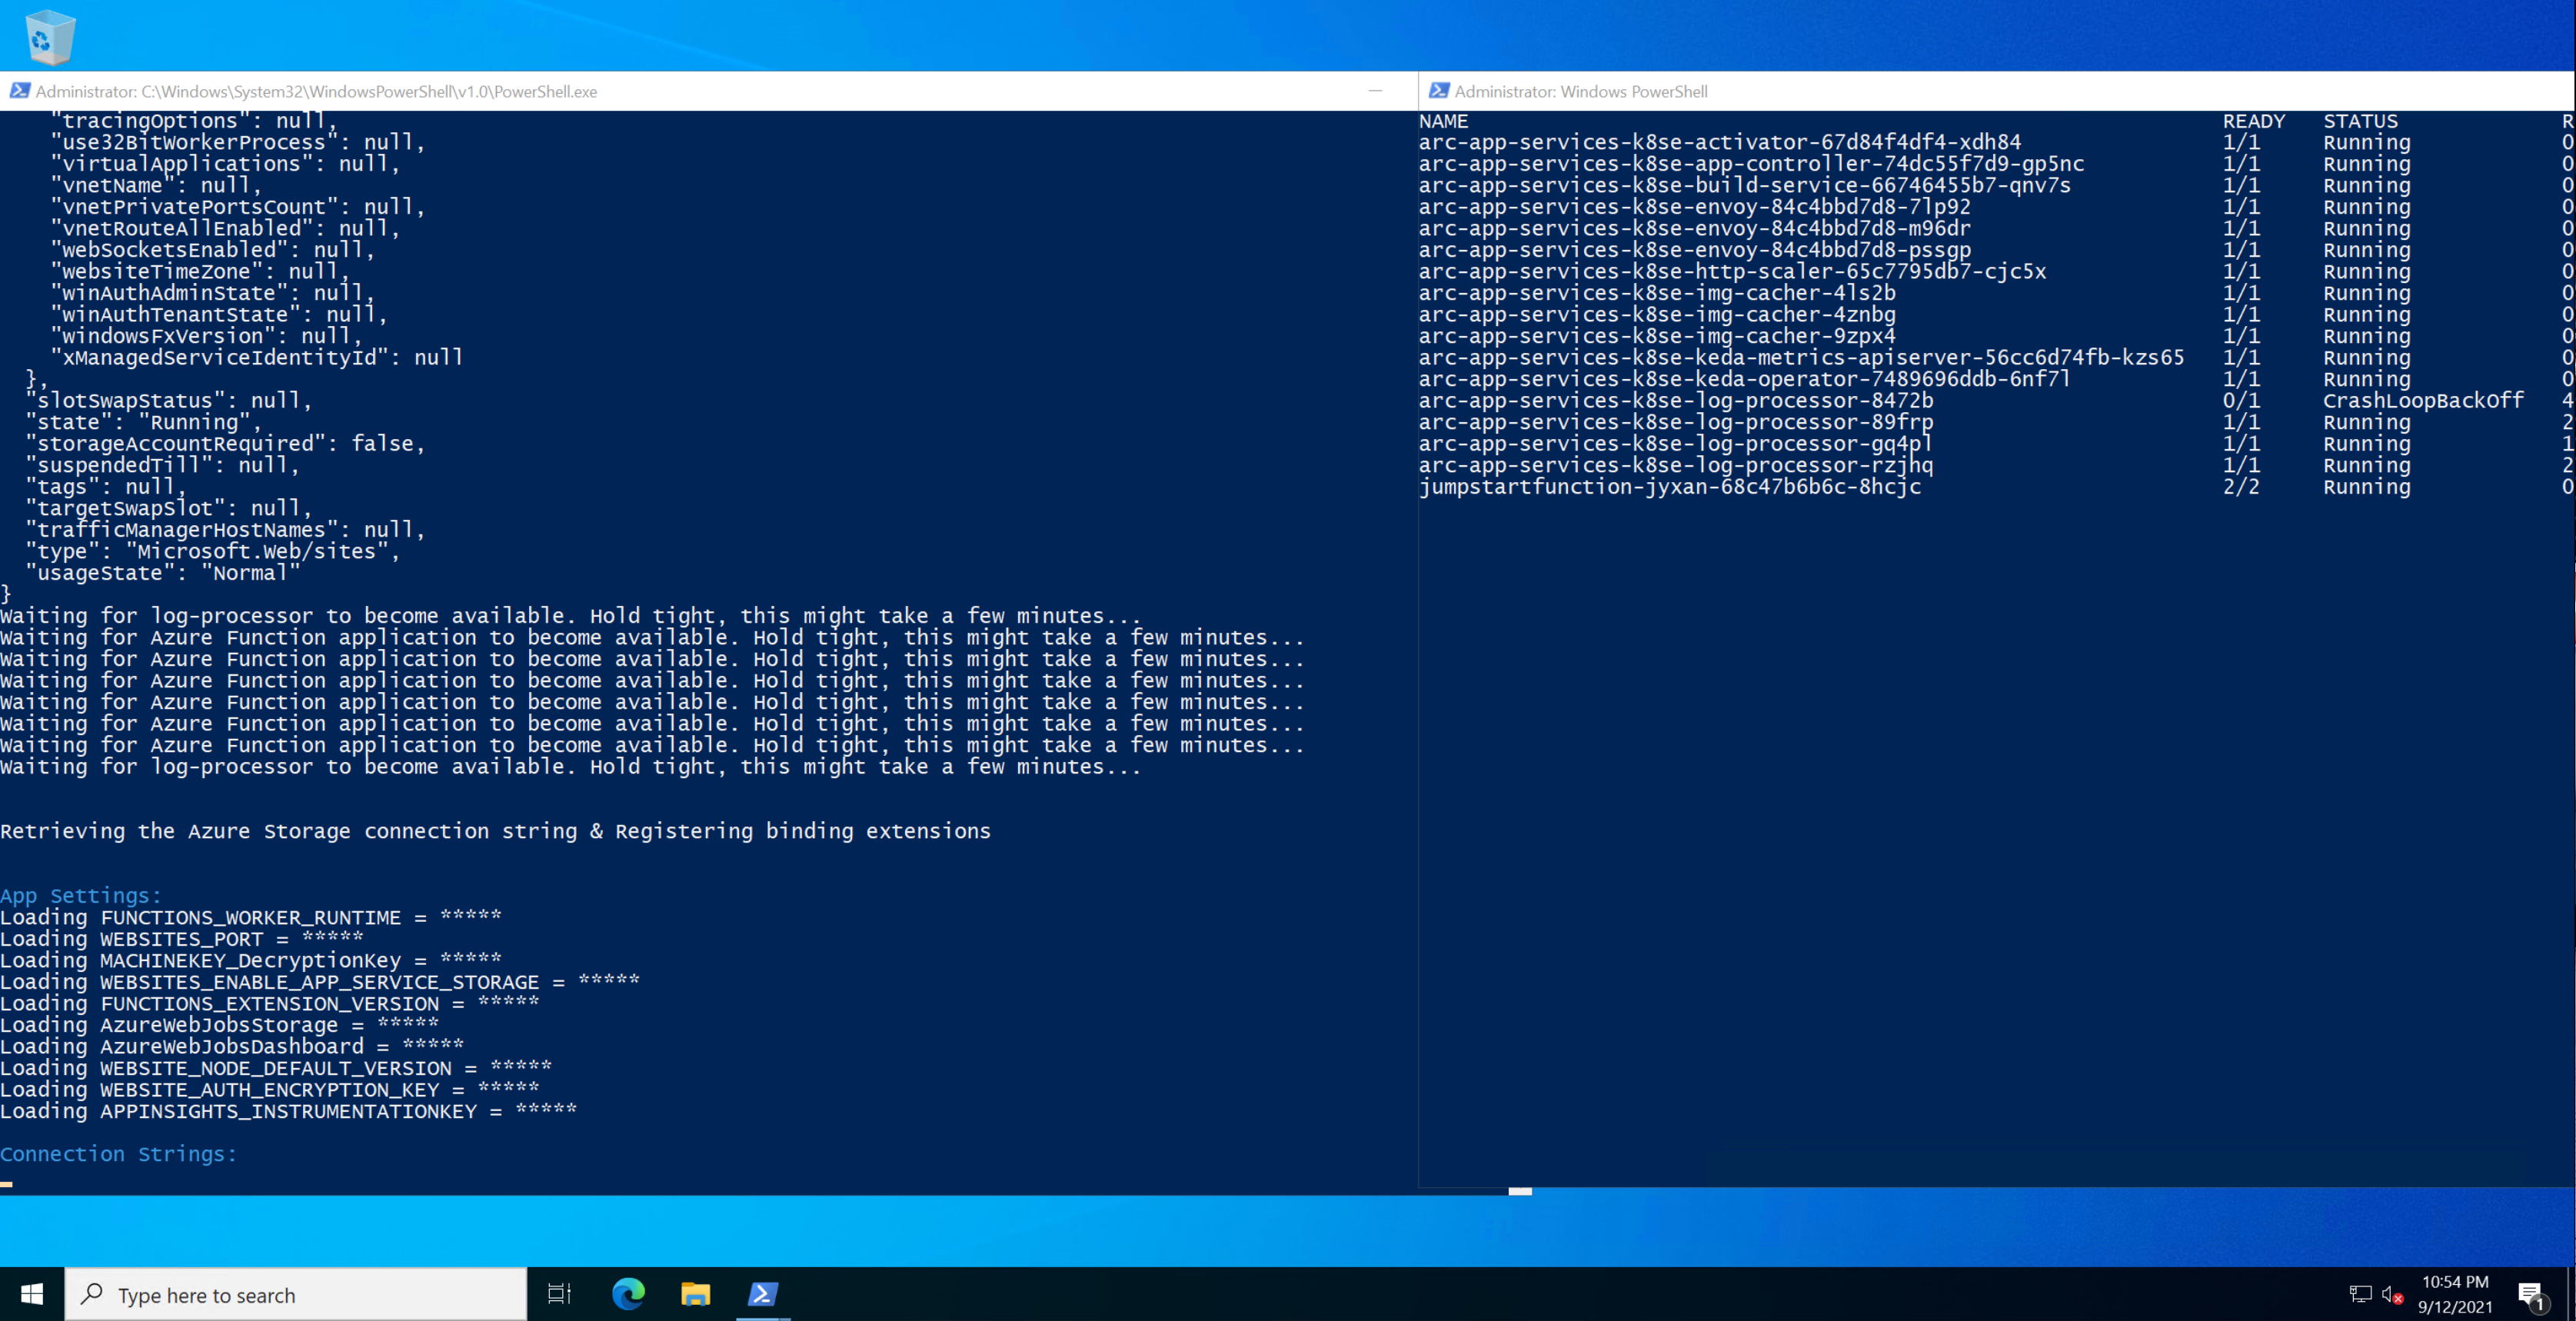 Administrator: C:\Windows\System32\WindowsPowerShell\v1.0\PowerShell.exe
    "tracingOptions": null,
    "use32BitWorkerProcess": null,
    "virtualApplications": null,
    "vnetName": null,
    "vnetPrivatePortsCount": null,
    "vnetRouteAllEnabled": null,
    "webSocketsEnabled": null,
    "websiteTimeZone": null,
    "winAuthAdminState": null,
    "winAuthTenantState": null,
    "windowsFxVersion": null,
    "xManagedServiceIdentityId": null
  },
  "slotSwapStatus": null,
  "state": "Running",
  "storageAccountRequired": false,
  "suspendedTill": null,
  "tags": null,
  "targetSwapSlot": null,
  "trafficManagerHostNames": null,
  "type": "Microsoft.Web/sites",
  "usageState": "Normal"
}
Waiting for log-processor to become available. Hold tight, this might take a few minutes...
Waiting for Azure Function application to become available. Hold tight, this might take a few minutes...
Waiting for Azure Function application to become available. Hold tight, this might take a few minutes...
Waiting for Azure Function application to become available. Hold tight, this might take a few minutes...
Waiting for Azure Function application to become available. Hold tight, this might take a few minutes...
Waiting for Azure Function application to become available. Hold tight, this might take a few minutes...
Waiting for Azure Function application to become available. Hold tight, this might take a few minutes...
Waiting for log-processor to become available. Hold tight, this might take a few minutes...
Retrieving the Azure Storage connection string & Registering binding extensions
App Settings:
Loading FUNCTIONS_WORKER_RUNTIME = *****
Loading WEBSITES_PORT = *****
Loading MACHINEKEY_DecryptionKey = *****
Loading WEBSITES_ENABLE_APP_SERVICE_STORAGE = *****
Loading FUNCTIONS_EXTENSION_VERSION = *****
Loading AzureWebJobsStorage = *****
Loading AzureWebJobsDashboard = *****
Loading WEBSITE_NODE_DEFAULT_VERSION = *****
Loading WEBSITE_AUTH_ENCRYPTION_KEY = *****
Loading APPINSIGHTS_INSTRUMENTATIONKEY = *****
Connection Strings:
Administrator: Windows PowerShell
NAME READY STATUS R
arc-app-services-k8se-activator-67d84f4df4-xdh84 1/1 Running 0
arc-app-services-k8se-app-controller-74dc55f7d9-gp5nc 1/1 Running 0
arc-app-services-k8se-build-service-66746455b7-qnv7s 1/1 Running 0
arc-app-services-k8se-envoy-84c4bbd7d8-7lp92 1/1 Running 0
arc-app-services-k8se-envoy-84c4bbd7d8-m96dr 1/1 Running 0
arc-app-services-k8se-envoy-84c4bbd7d8-pssgp 1/1 Running 0
arc-app-services-k8se-http-scaler-65c7795db7-cjc5x 1/1 Running 0
arc-app-services-k8se-img-cacher-4ls2b 1/1 Running 0
arc-app-services-k8se-img-cacher-4znbg 1/1 Running 0
arc-app-services-k8se-img-cacher-9zpx4 1/1 Running 0
arc-app-services-k8se-keda-metrics-apiserver-56cc6d74fb-kzs65 1/1 Running 0
arc-app-services-k8se-keda-operator-7489696ddb-6nf7l 1/1 Running 0
arc-app-services-k8se-log-processor-8472b 0/1 CrashLoopBackOff 4
arc-app-services-k8se-log-processor-89frp 1/1 Running 2
arc-app-services-k8se-log-processor-gq4pl 1/1 Running 1
arc-app-services-k8se-log-processor-rzjhq 1/1 Running 2
jumpstartfunction-jyxan-68c47b6b6c-8hcjc 2/2 Running 0
Type here to search
10:54 PM
9/12/2021
1